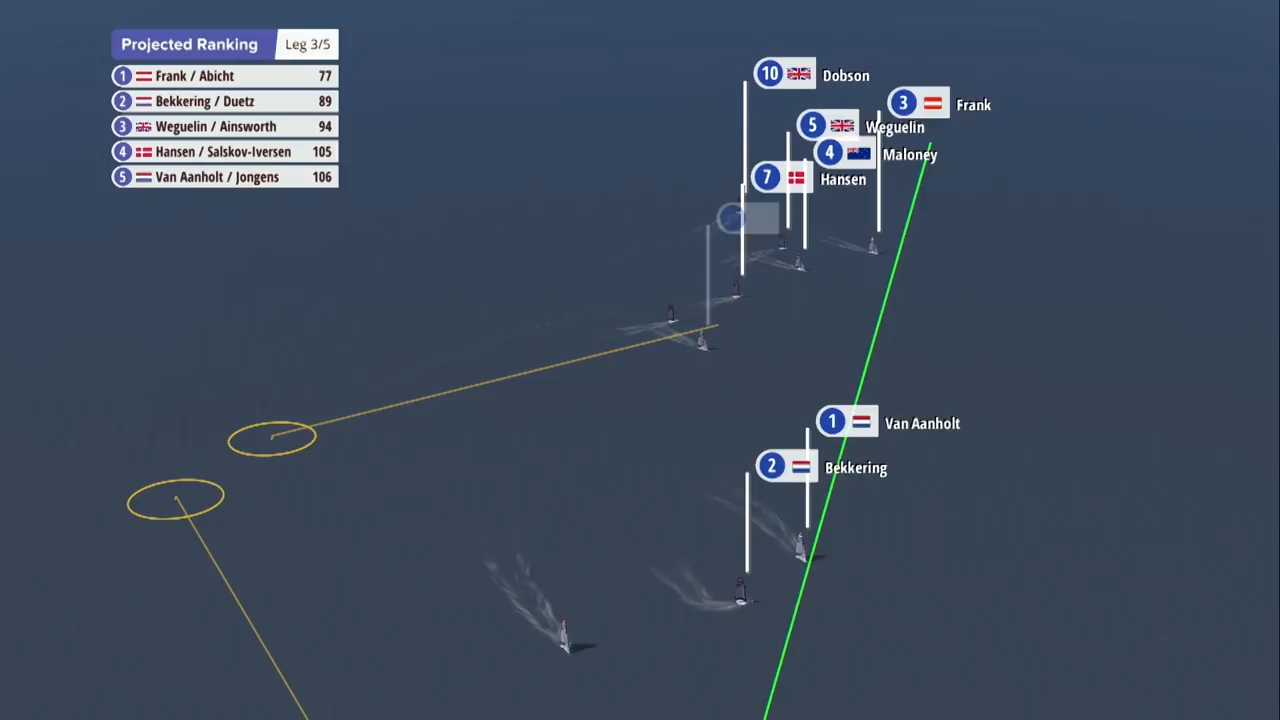 Projected Ranking Leg 3/5
1 Frank / Abicht 77
2 Bekkering / Duetz 89
3 Weguelin / Ainsworth 94
4 Hansen / Salskov-Iversen 105
5 Van Aanholt / Jongens 106
10 Dobson
3 Frank
5 Weguelin
4 Maloney
7 Hansen
1 Van Aanholt
2 Bekkering